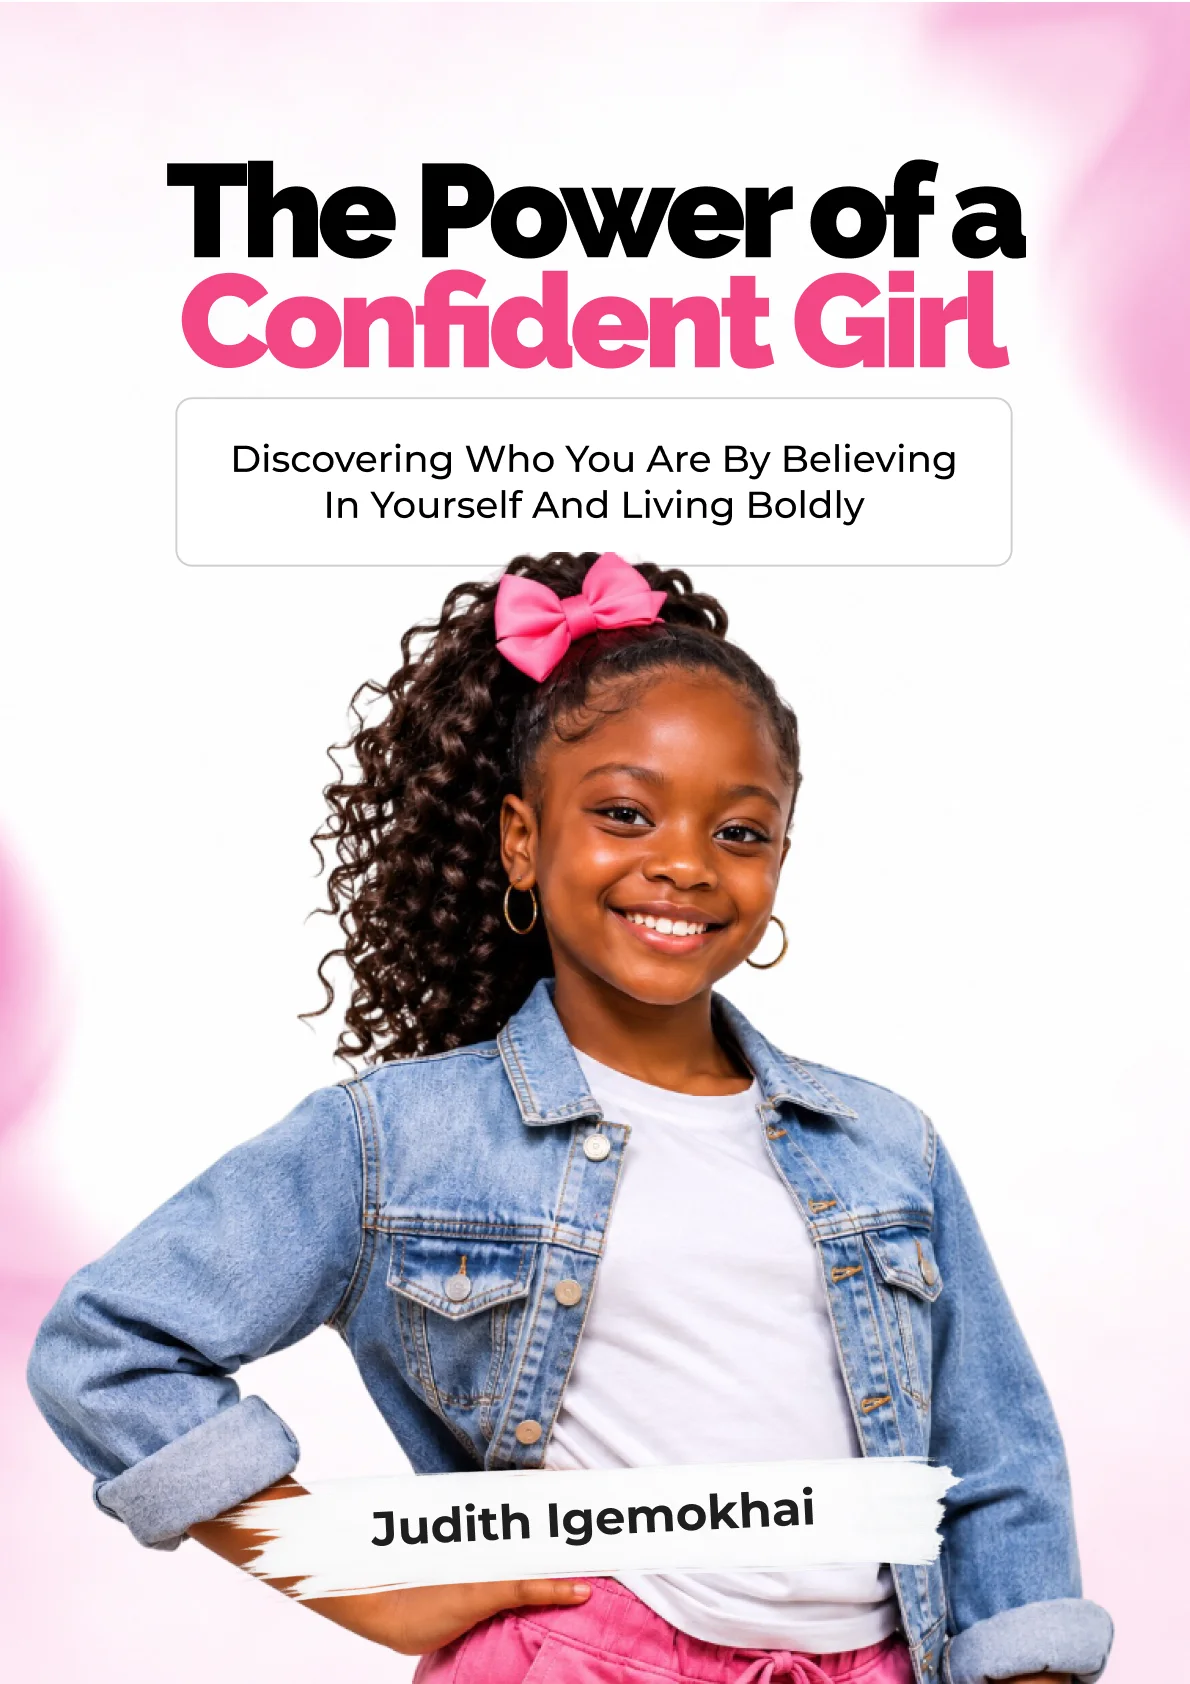 The Power of a
Confident Girl
Discovering Who You Are By Believing
In Yourself And Living Boldly
Judith Igemokhai